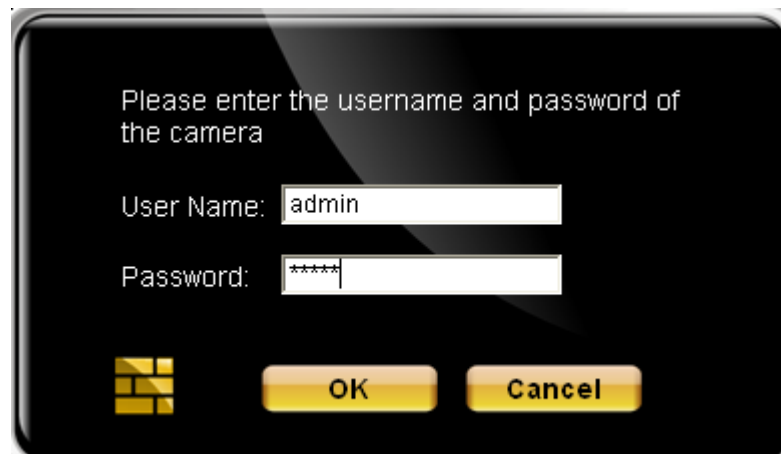 Please enter the username and password of
the camera
User Name: admin
Password: *****
OK Cancel